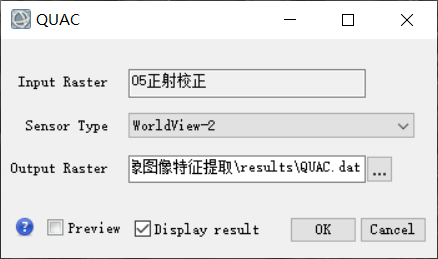 QUAC
Input Raster 05正射校正
Sensor Type WorldView-2
Output Raster 象图像特征提取\results\QUAC.dat ...
Preview Display result OK Cancel